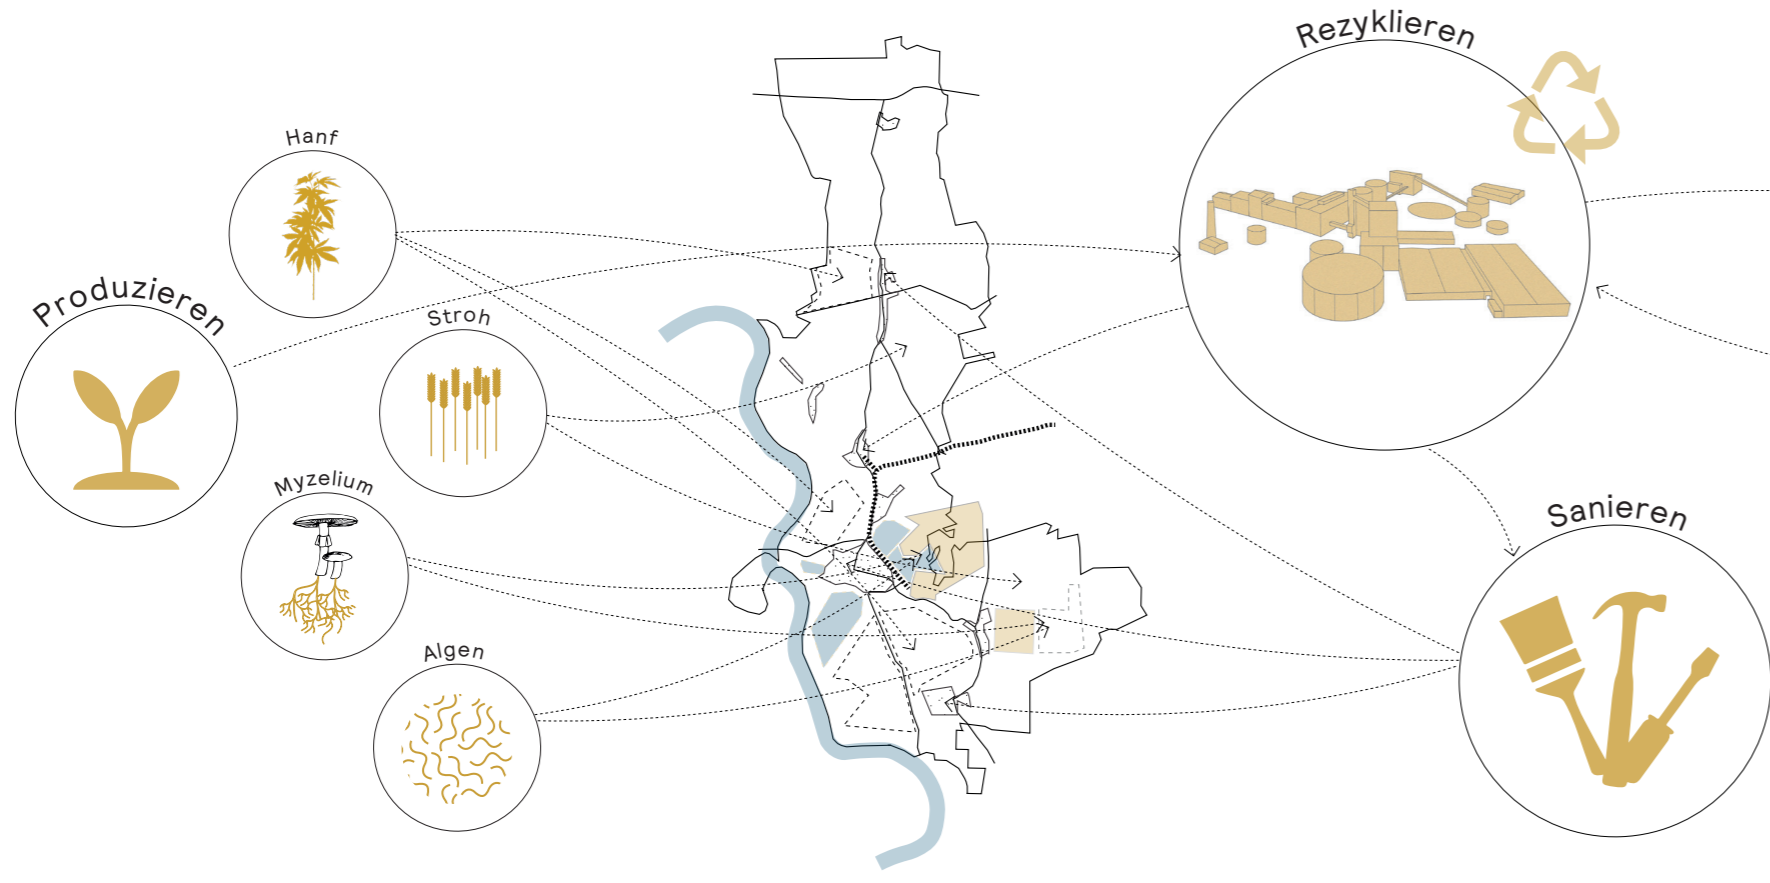 Rezyklieren
Hanf
Produzieren
Stroh
Myzelium
Sanieren
Algen